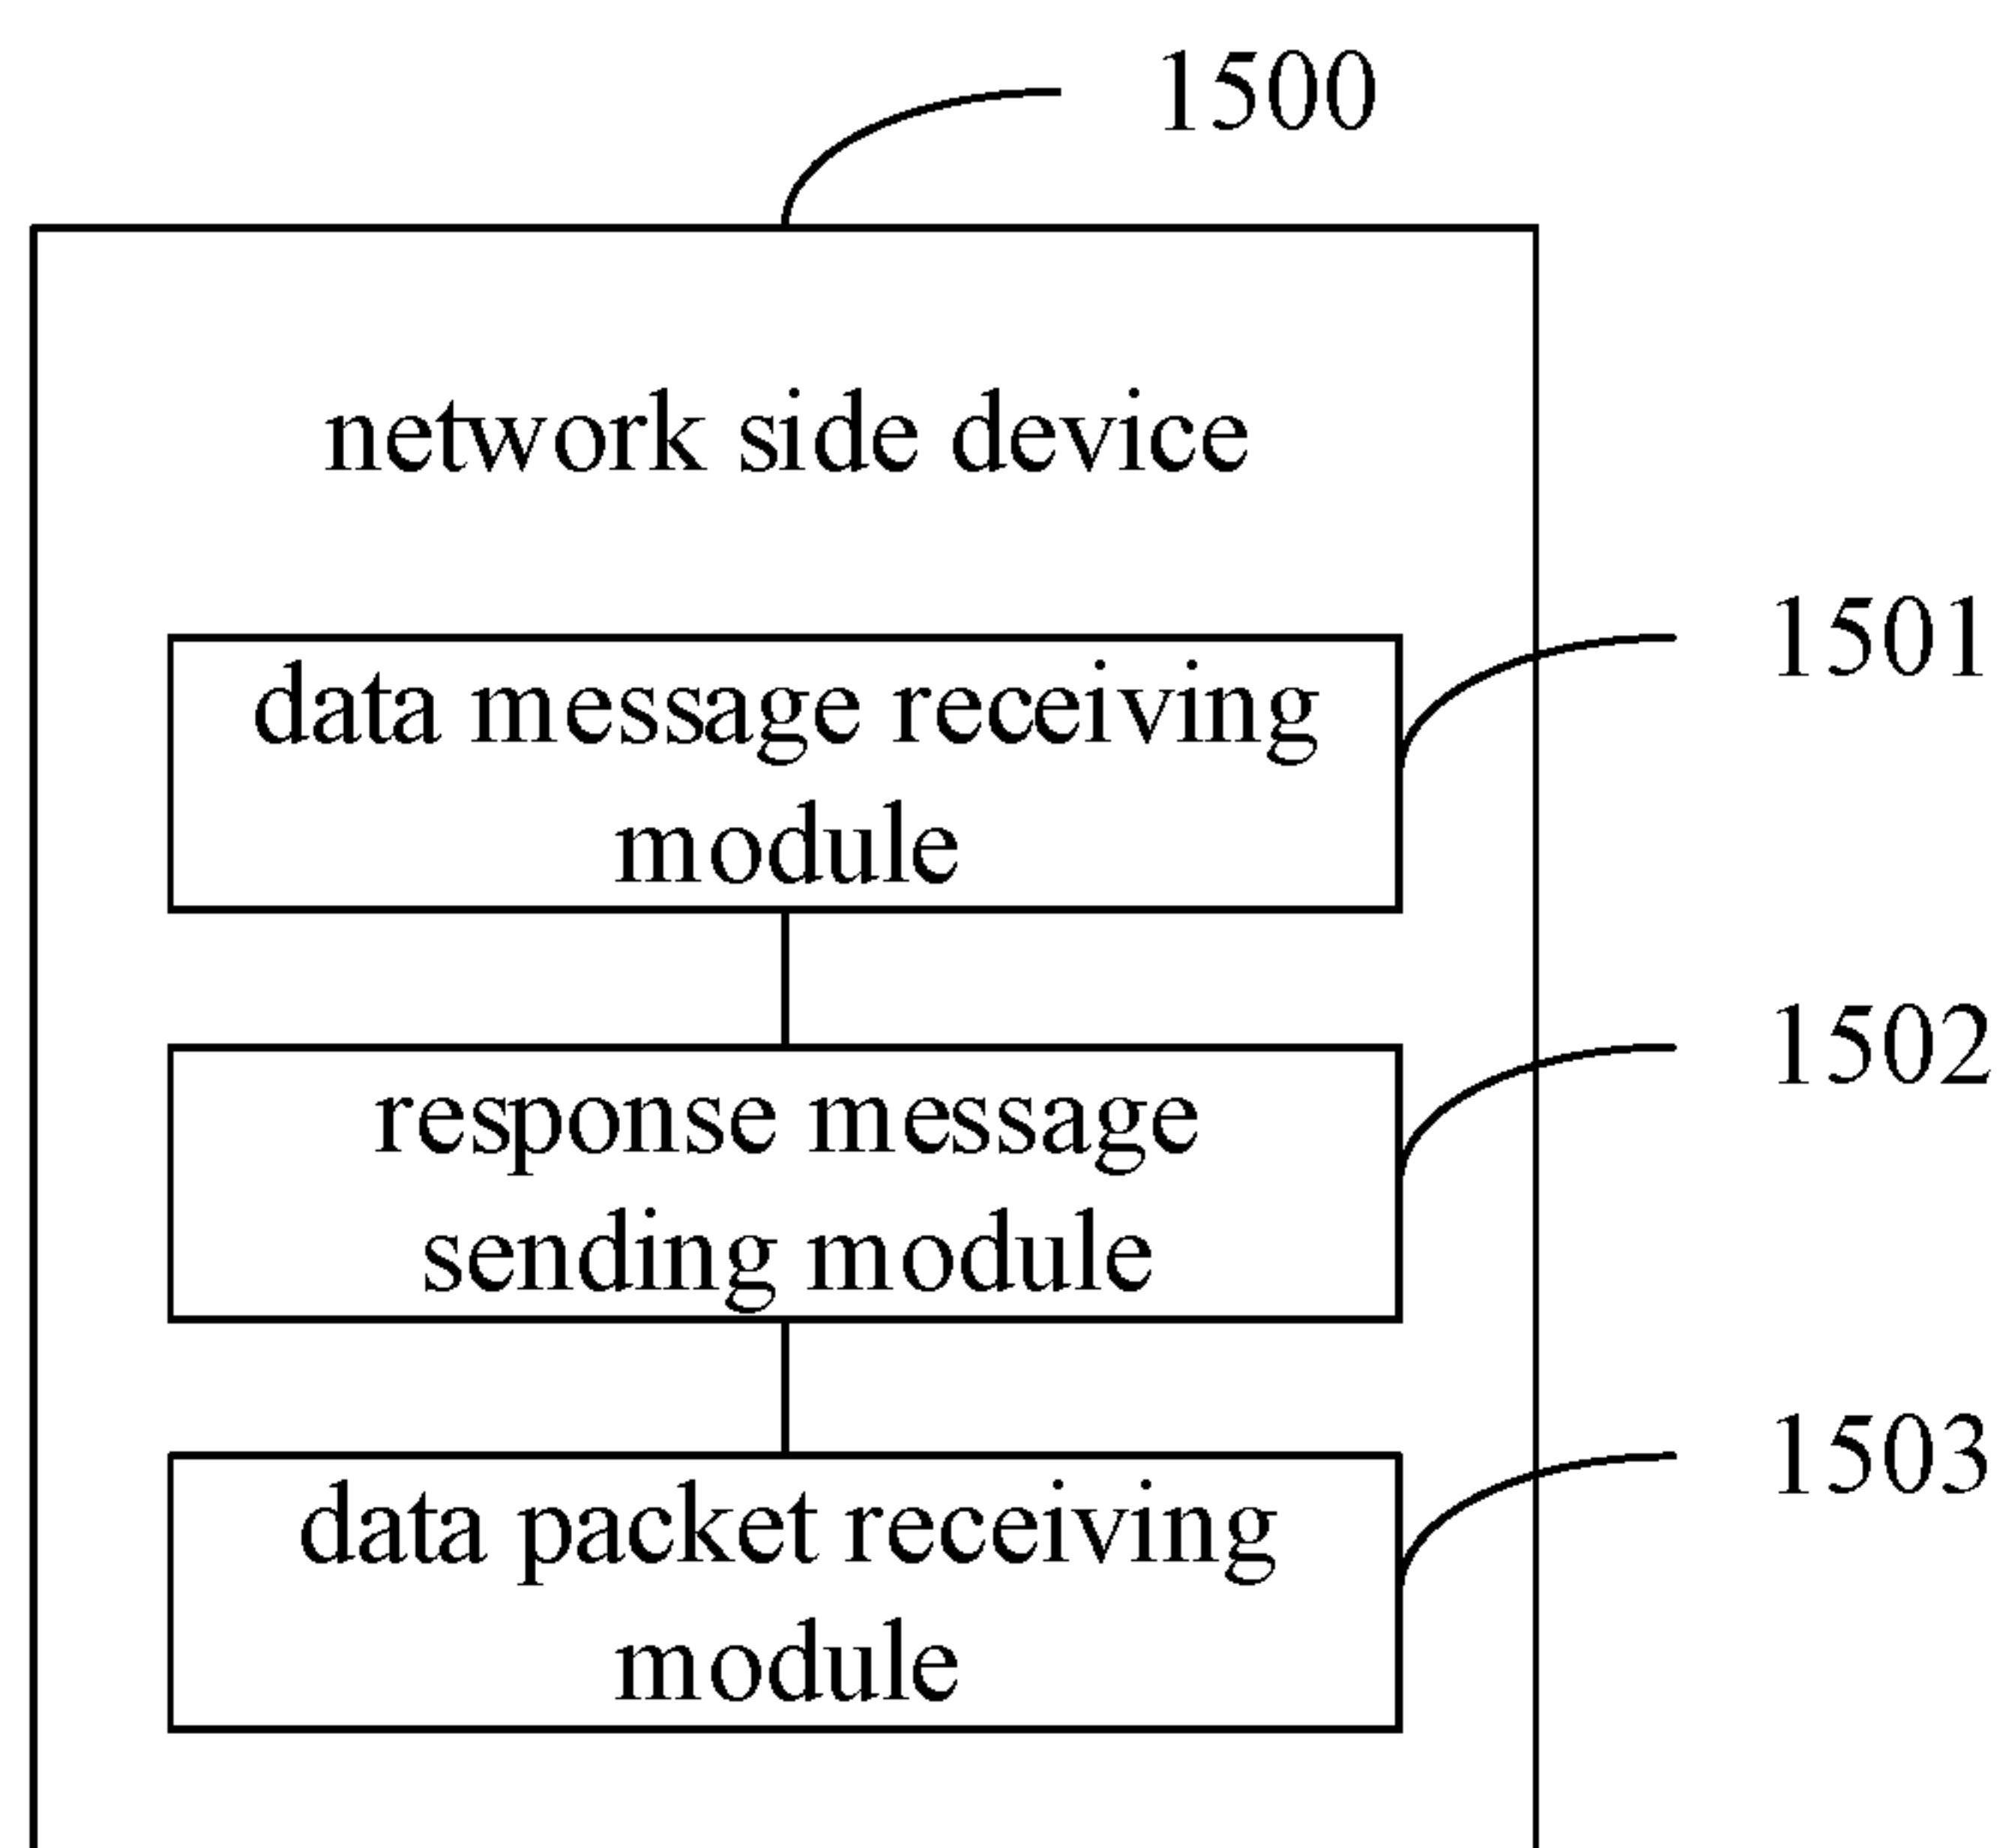 1500
network side device
1501
data message receiving
module
1502
response message
sending module
1503
data packet receiving
module